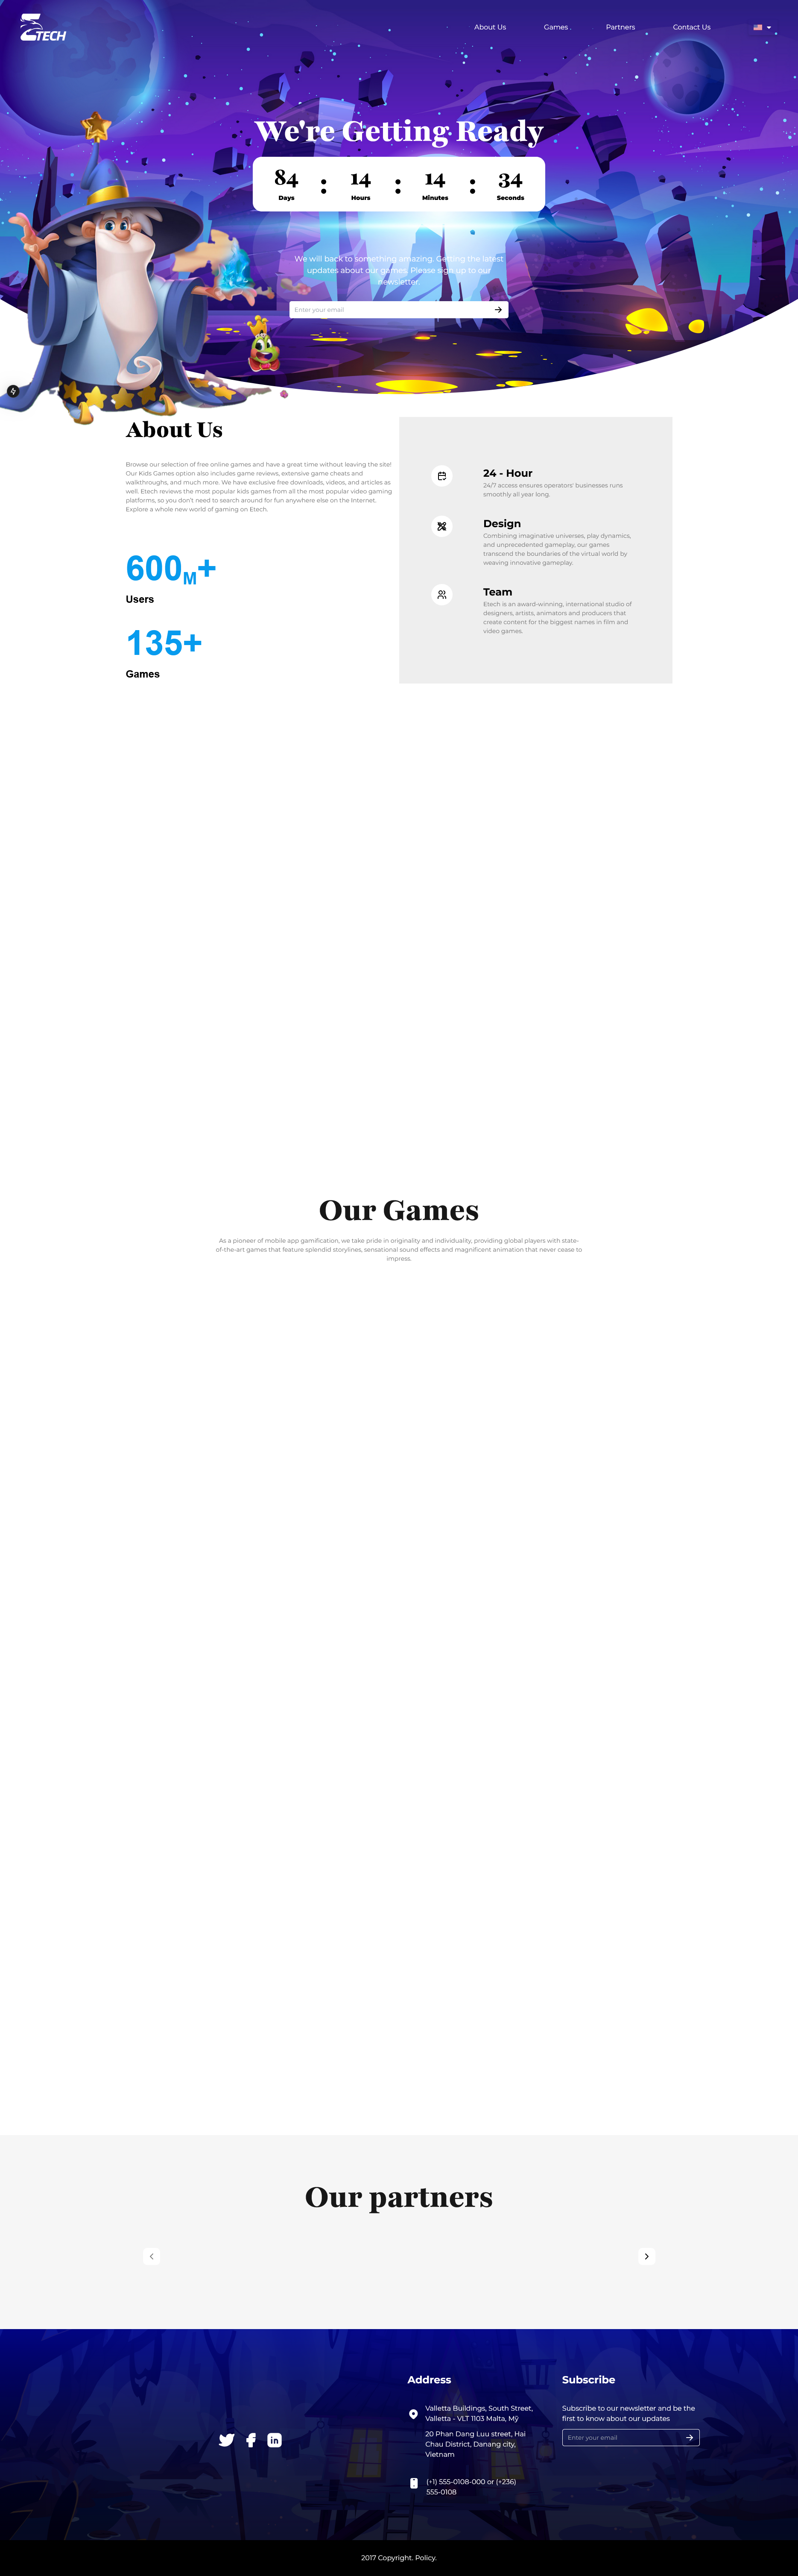 ETECH
About Us
Games
Partners
Contact Us
We're Getting Ready
84 : 14 : 14 : 34
Days Hours Minutes Seconds
We will back to something amazing. Getting the latest
updates about our games. Please sign up to our
newsletter.
Enter your email
About Us
Browse our selection of free online games and have a great time without leaving the site!
Our Kids Games option also includes game reviews, extensive game cheats and
walkthroughs, and much more. We have exclusive free downloads, videos, and articles as
well. Etech reviews the most popular kids games from all the most popular video gaming
platforms, so you don't need to search around for fun anywhere else on the Internet.
Explore a whole new world of gaming on Etech.
600M+
Users
135+
Games
24 - Hour
24/7 access ensures operators' businesses runs
smoothly all year long.
Design
Combining imaginative universes, play dynamics,
and unprecedented gameplay, our games
transcend the boundaries of the virtual world by
weaving innovative gameplay.
Team
Etech is an award-winning, international studio of
designers, artists, animators and producers that
create content for the biggest names in film and
video games.
Our Games
As a pioneer of mobile app gamification, we take pride in originality and individuality, providing global players with state-
of-the-art games that feature splendid storylines, sensational sound effects and magnificent animation that never cease to
impress.
Our partners
Address
Valletta Buildings, South Street,
Valletta - VLT 1103 Malta, Mỹ
20 Phan Dang Luu street, Hai
Chau District, Danang city,
Vietnam
(+1) 555-0108-000 or (+236)
555-0108
Subscribe
Subscribe to our newsletter and be the
first to know about our updates
Enter your email
2017 Copyright. Policy.